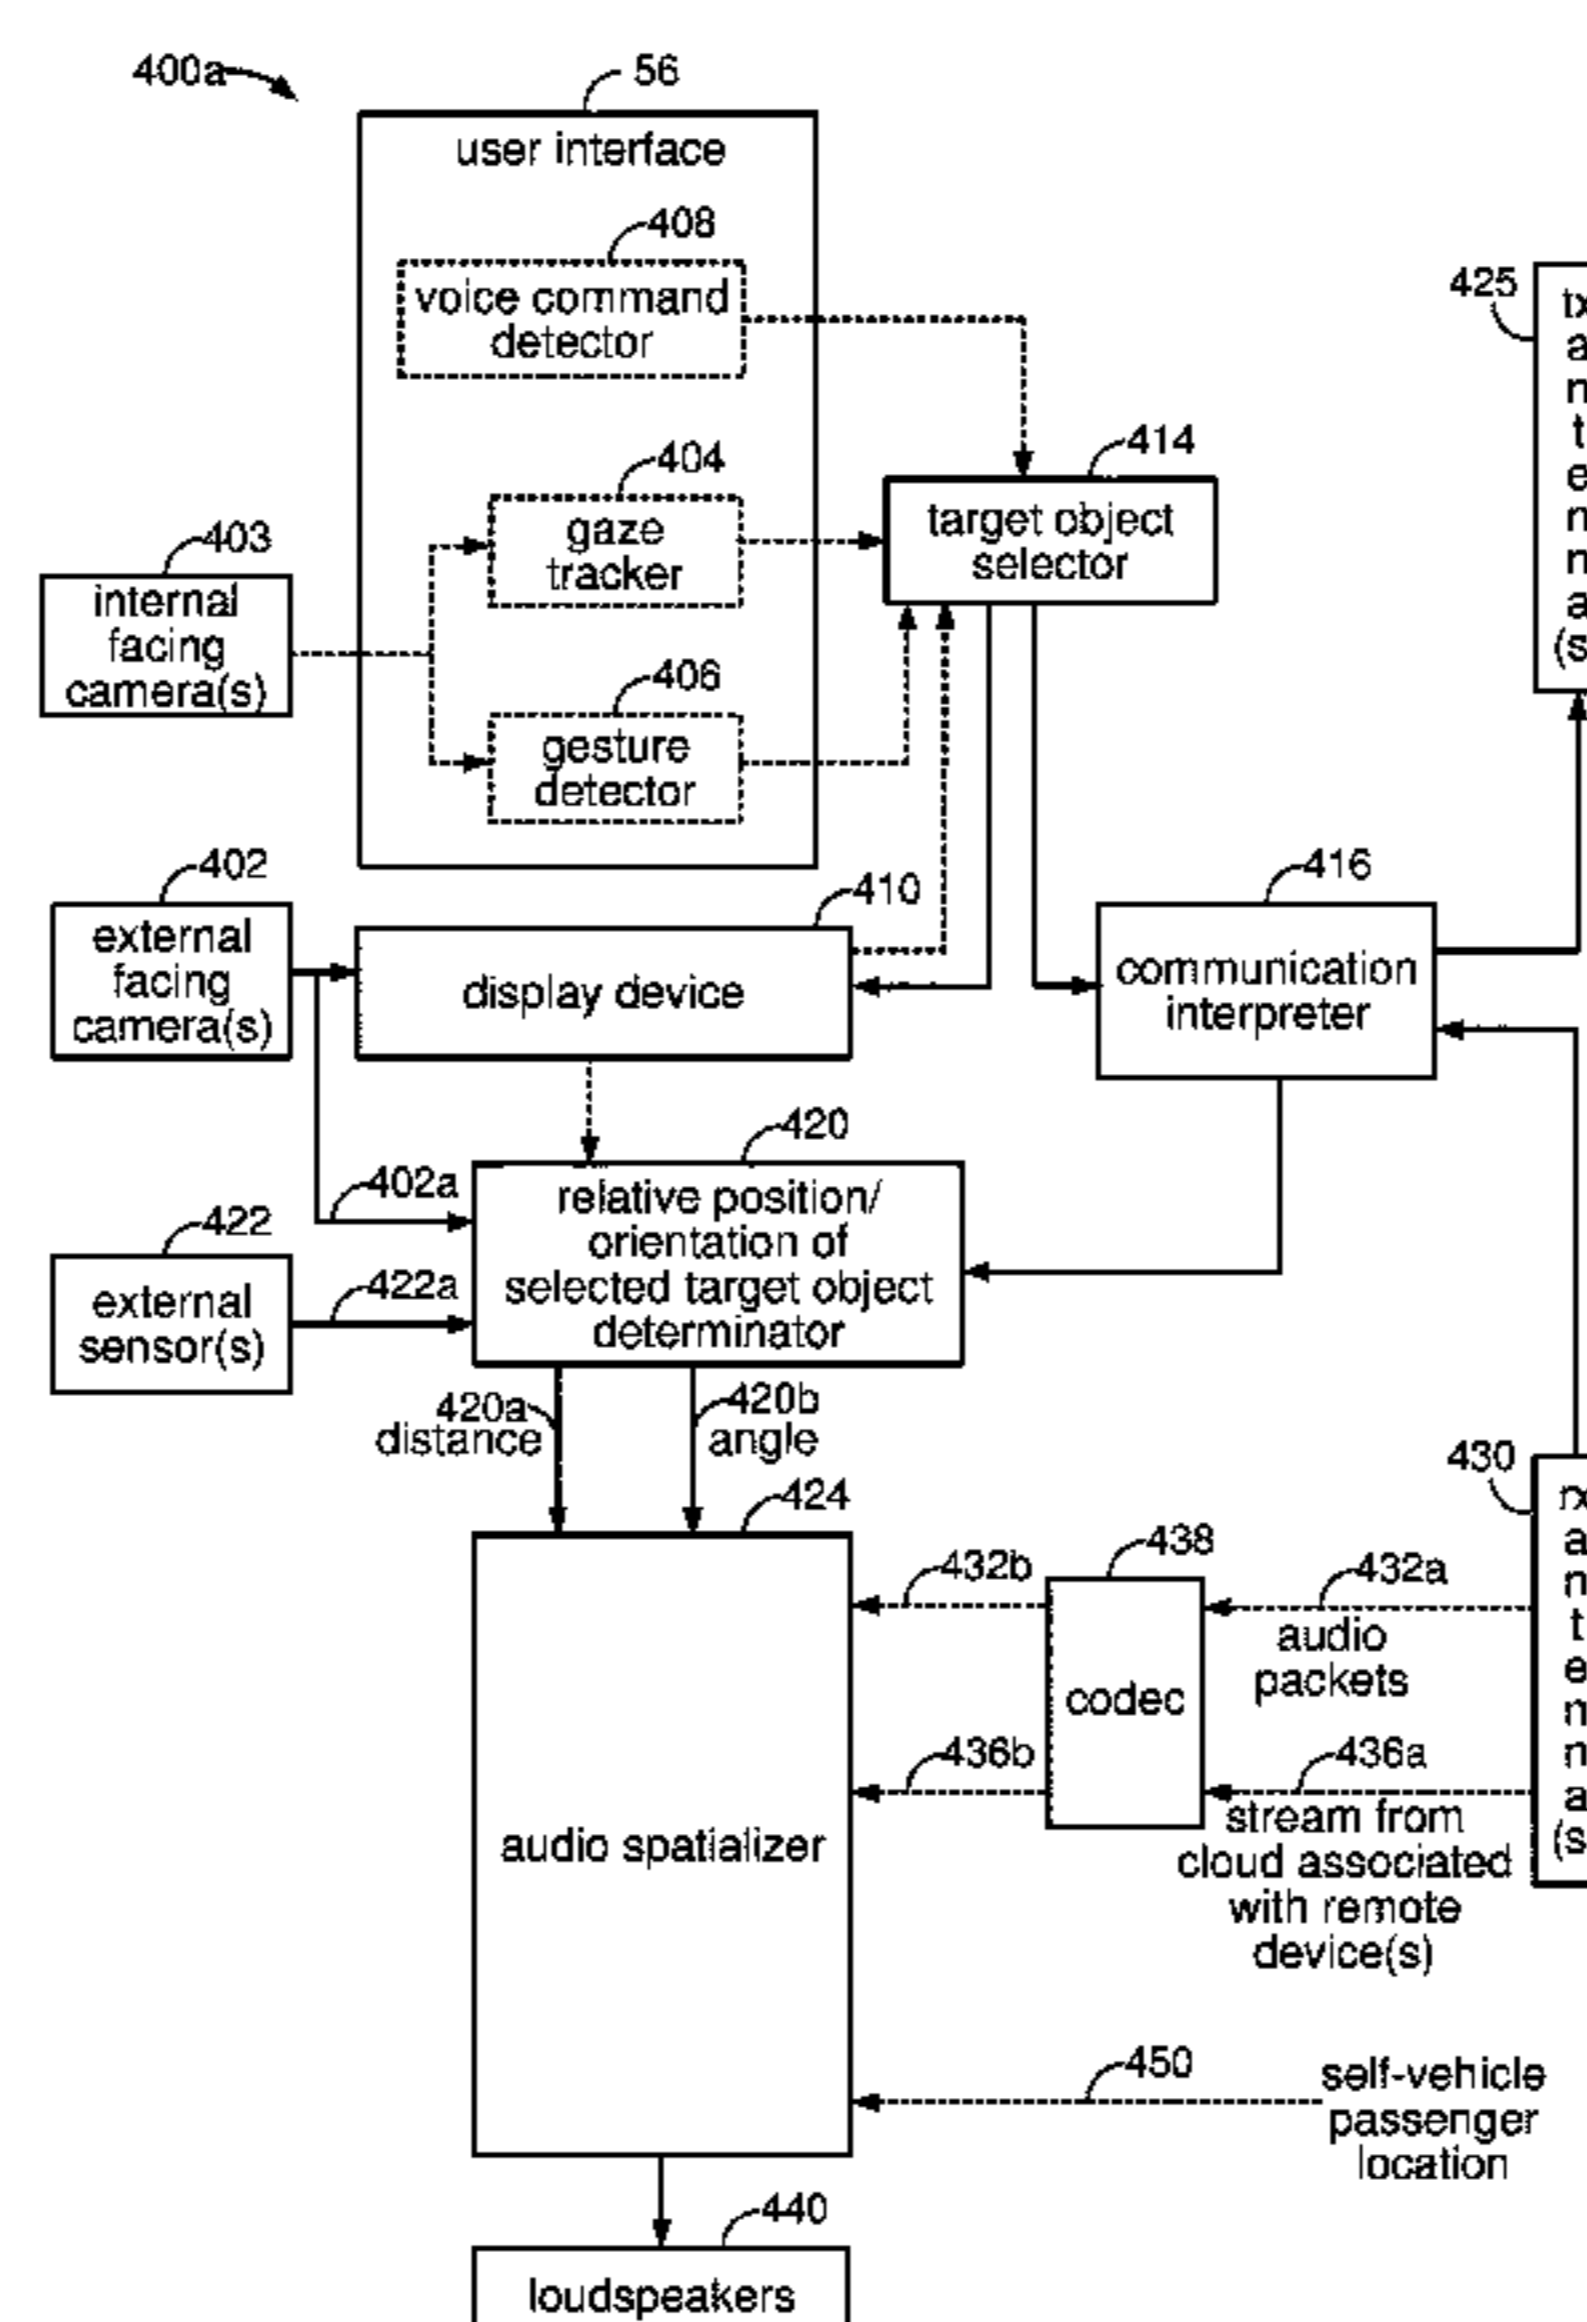 400a
56
user interface
408
voice command
detector
404
gaze
tracker
414
target object
selector
403
internal
facing
camera(s)
406
gesture
detector
425
tx
a
n
t
e
n
n
a
(s
402
external
facing
camera(s)
410
display device
416
communication
interpreter
420
402a
relative position/
orientation of
selected target object
determinator
422
external
sensor(s)
422a
420a
distance
420b
angle
424
audio spatializer
432b
438
codec
432a
audio
packets
436b
436a
stream from
cloud associated
with remote
device(s)
430
rx
a
n
t
e
n
n
a
(s
450
self-vehicle
passenger
location
440
loudspeakers